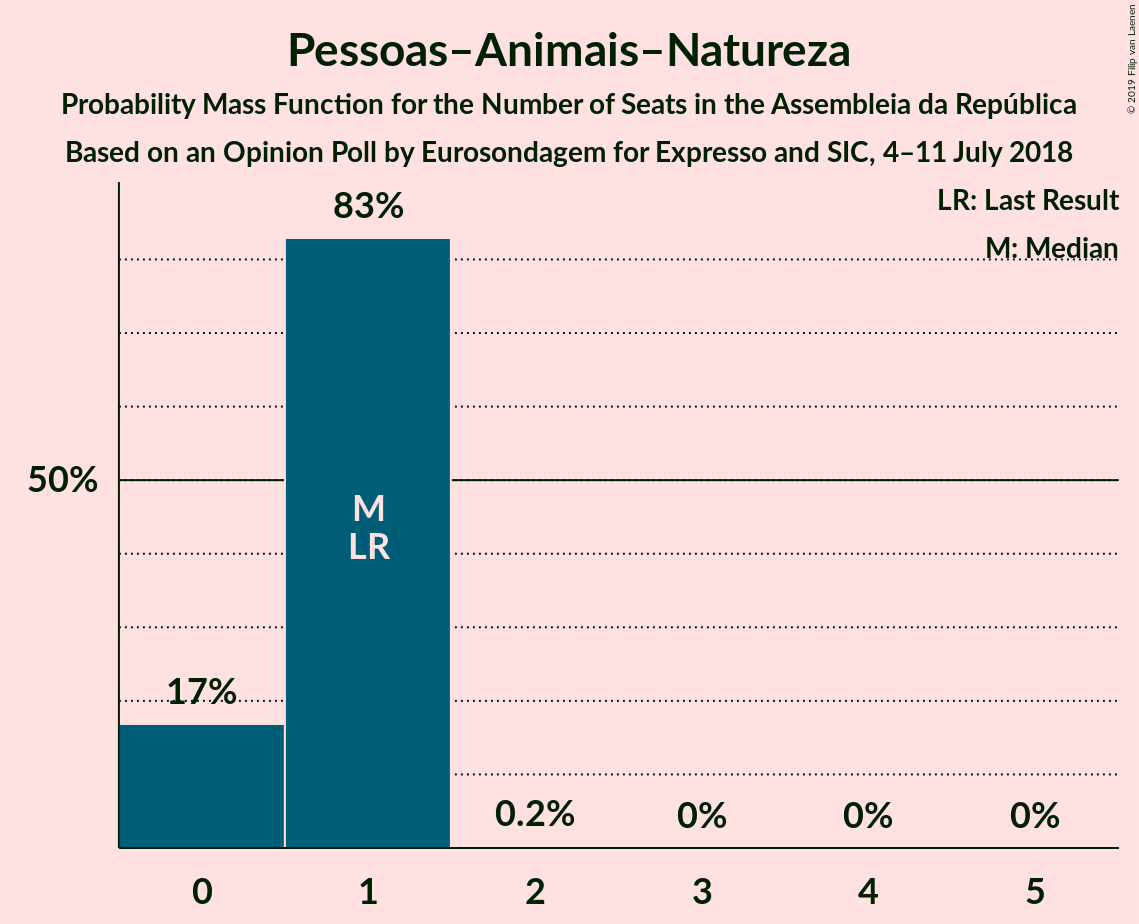 Pessoas–Animais–Natureza
Probability Mass Function for the Number of Seats in the Assembleia da República
Based on an Opinion Poll by Eurosondagem for Expresso and SIC, 4–11 July 2018
© 2019 Filip van Laenen
LR: Last Result
M: Median
83%
50%
M
LR
17%
0.2%
0%
0%
0%
0
1
2
3
4
5